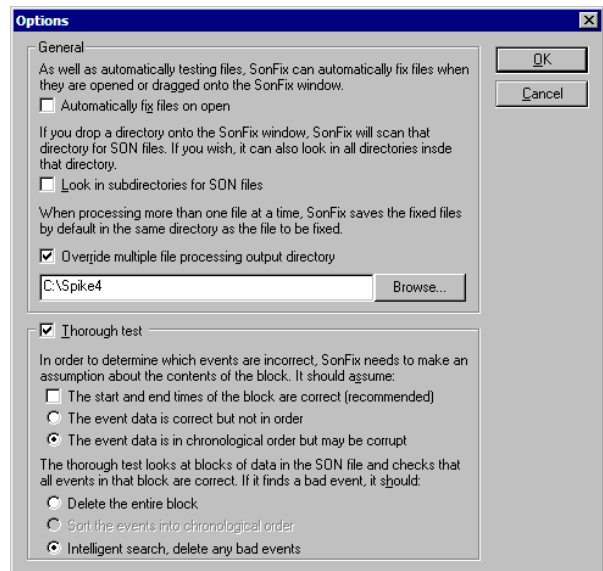 Options
General
OK
As well as automatically testing files, SonFix can automatically fix files when
they are opened or dragged onto the SonFix window.
Cancel
Automatically fix files on open
If you drop a directory onto the SonFix window, SonFix will scan that
directory for SON files. If you wish, it can also look in all directories insde
that directory.
Look in subdirectories for SON files
When processing more than one file at a time, SonFix saves the fixed files
by default in the same directory as the file to be fixed.
Override multiple file processing output directory
C:\Spike4
Browse...
Thorough test
In order to determine which events are incorrect, SonFix needs to make an
assumption about the contents of the block. It should assume:
The start and end times of the block are correct (recommended)
The event data is correct but not in order
The event data is in chronological order but may be corrupt
The thorough test looks at blocks of data in the SON file and checks that
all events in that block are correct. If it finds a bad event, it should:
Delete the entire block
Sort the events into chronological order
Intelligent search, delete any bad events